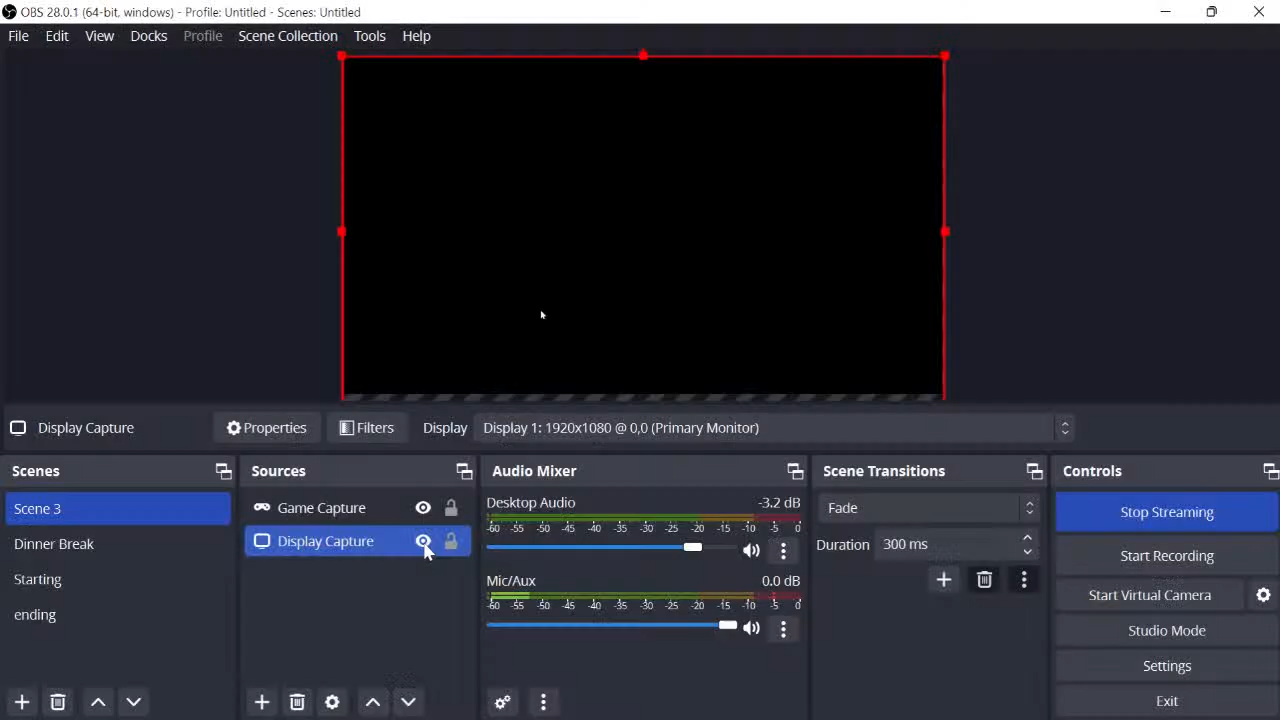 OBS 28.0.1 (64-bit, windows) - Profile: Untitled - Scenes: Untitled
File Edit View Docks Profile Scene Collection Tools Help
Display Capture Properties Filters Display Display 1: 1920x1080 @ 0,0 (Primary Monitor)
Scenes
Scene 3
Dinner Break
Starting
ending
Sources
Game Capture
Display Capture
Audio Mixer
Desktop Audio -3.2 dB
-60 -55 -50 -45 -40 -35 -30 -25 -20 -15 -10 -5 0
Mic/Aux 0.0 dB
-60 -55 -50 -45 -40 -35 -30 -25 -20 -15 -10 -5 0
Scene Transitions
Fade
Duration 300 ms
Controls
Stop Streaming
Start Recording
Start Virtual Camera
Studio Mode
Settings
Exit